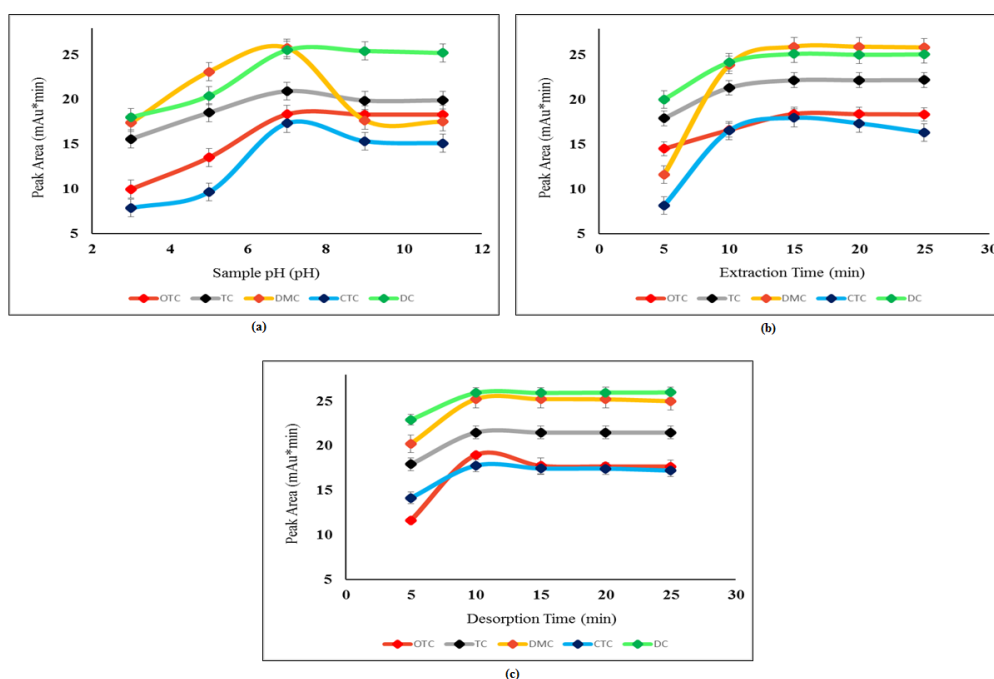 Peak Area (mAu*min)
25
20
15
10
5
2 4 6 8 10 12
Sample pH (pH)
OTC TC DMC CTC DC
(a)
Peak Area (mAu*min)
25
20
15
10
5
0 5 10 15 20 25 30
Extraction Time (min)
OTC TC DMC CTC DC
(b)
Peak Area (mAu*min)
25
20
15
10
5
0 5 10 15 20 25 30
Desorption Time (min)
OTC TC DMC CTC DC
(c)